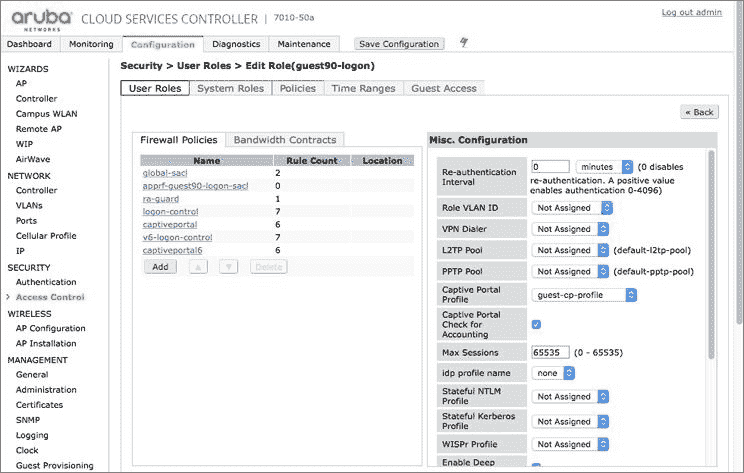 aruba CLOUD SERVICES CONTROLLER | 7010-50a
NETWORKS
Log out admin
Dashboard Monitoring Configuration Diagnostics Maintenance Save Configuration
WIZARDS
AP
Controller
Campus WLAN
Remote AP
WIP
AirWave
NETWORK
Controller
VLANs
Ports
Cellular Profile
IP
SECURITY
Authentication
> Access Control
WIRELESS
AP Configuration
AP Installation
MANAGEMENT
General
Administration
Certificates
SNMP
Logging
Clock
Guest Provisioning
Security > User Roles > Edit Role(guest90-logon)
User Roles System Roles Policies Time Ranges Guest Access
« Back
Firewall Policies Bandwidth Contracts
Name Rule Count Location
global-sacl 2
apprf-guest90-logon-sacl 0
ra-guard 1
logon-control 7
captiveportal 6
v6-logon-control 7
captiveportal6 6
Add ▲ ▼ Delete
Misc. Configuration
Re-authentication Interval 0 minutes (0 disables
re-authentication. A positive value
enables authentication 0-4096)
Role VLAN ID Not Assigned
VPN Dialer Not Assigned
L2TP Pool Not Assigned (default-l2tp-pool)
PPTP Pool Not Assigned (default-pptp-pool)
Captive Portal Profile guest-cp-profile
Captive Portal Check for Accounting
Max Sessions 65535 (0 - 65535)
idp profile name none
Stateful NTLM Profile Not Assigned
Stateful Kerberos Profile Not Assigned
WISPr Profile Not Assigned
Enable Deep